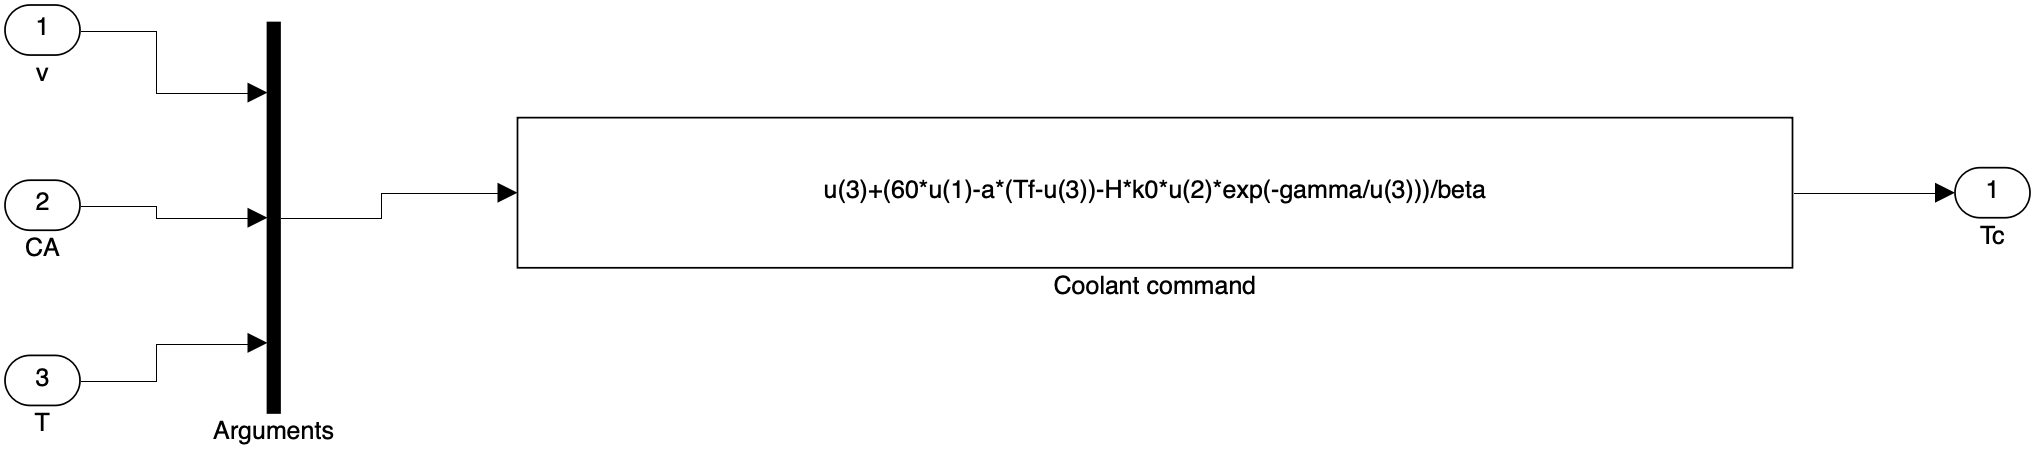 1
v
2
CA
3
T
Arguments
u(3)+(60*u(1)-a*(Tf-u(3))-H*k0*u(2)*exp(-gamma/u(3)))/beta
Coolant command
1
Tc